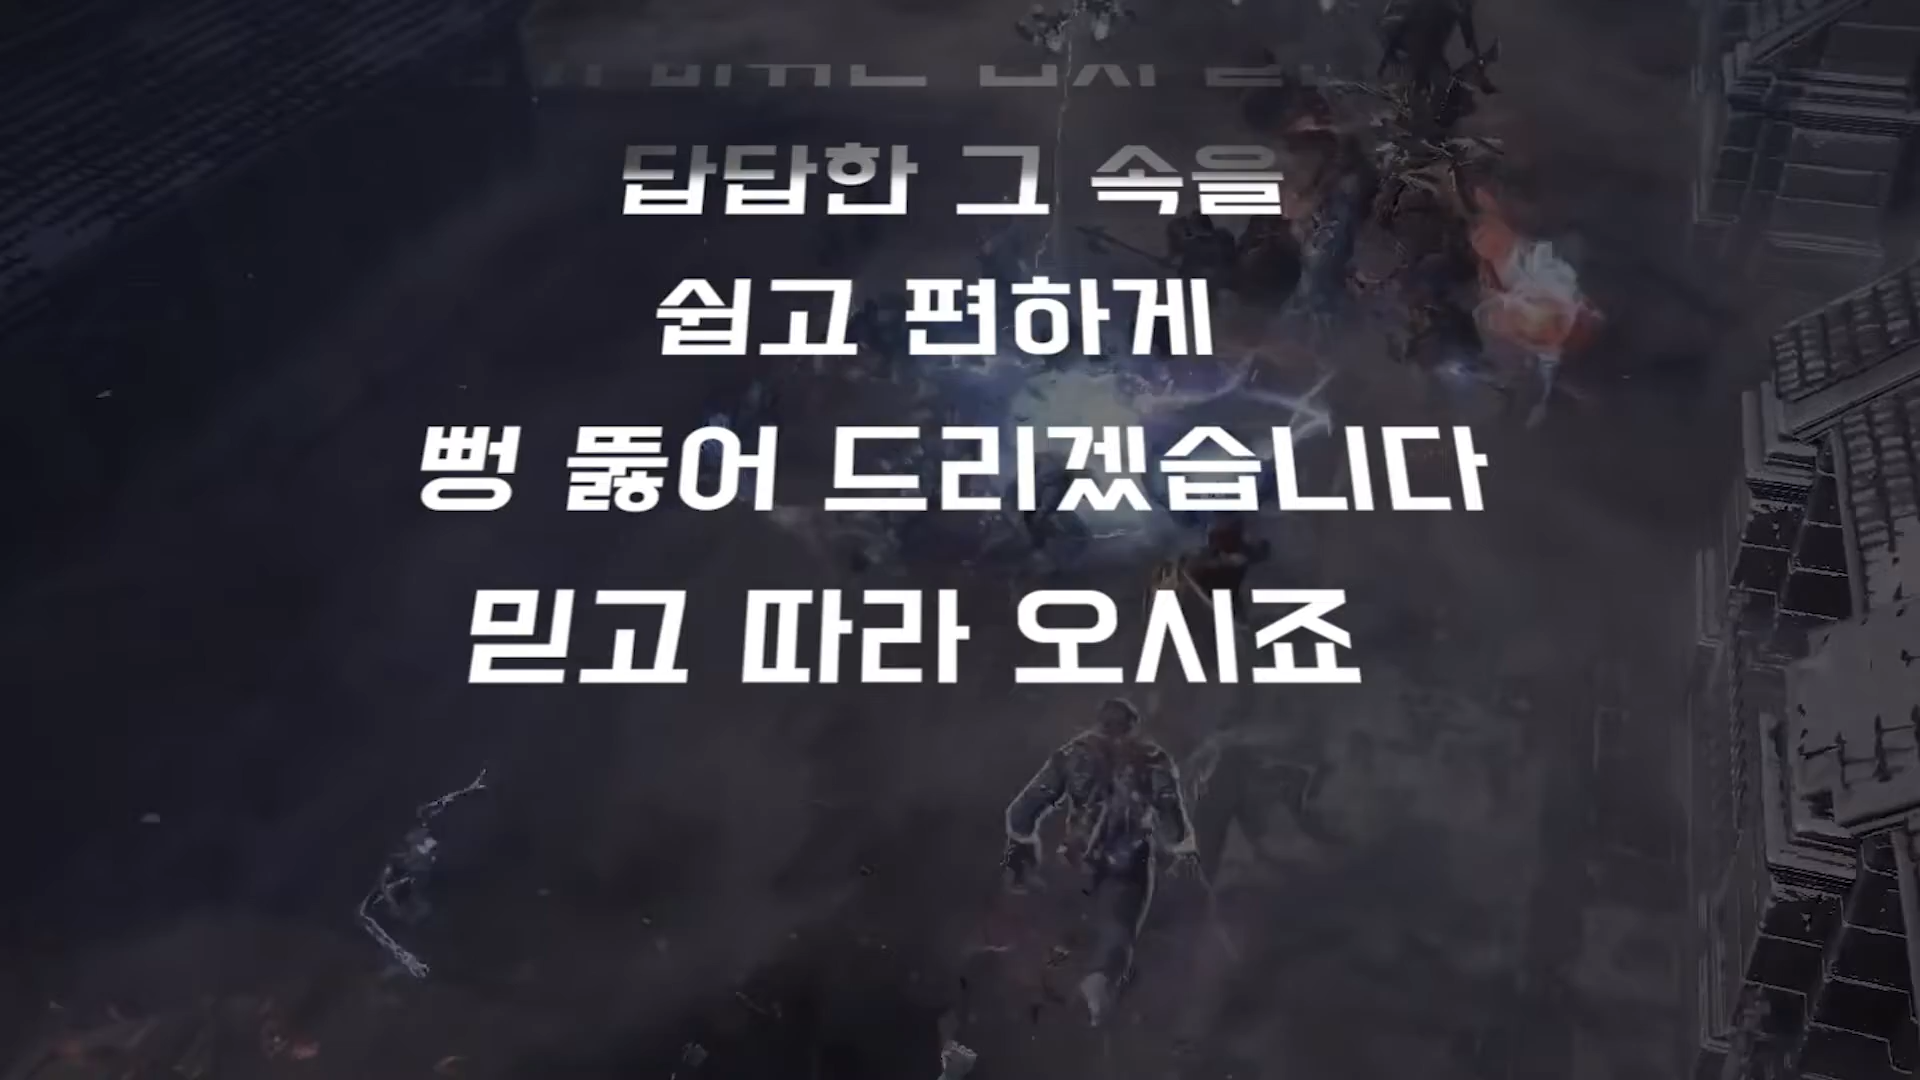 답답한 그 속을
쉽고 편하게
뻥 뚫어 드리겠습니다
믿고 따라 오시죠